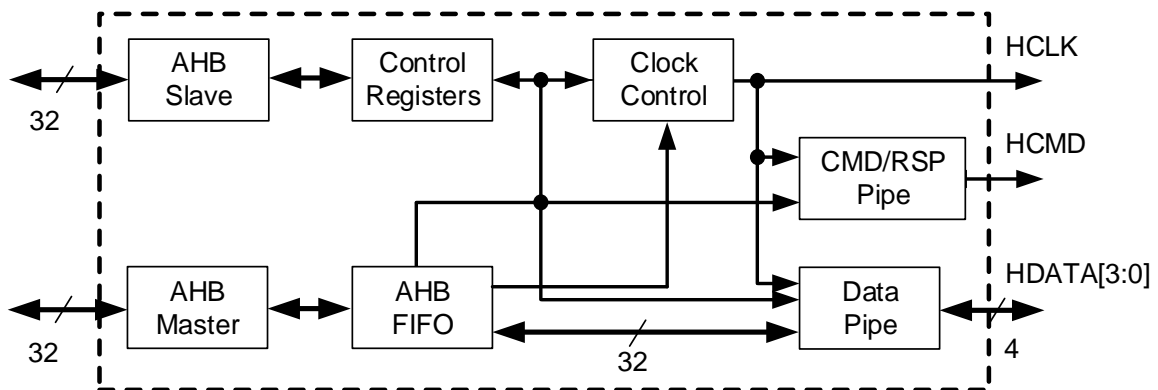 AHB
Slave
Control
Registers
Clock
Control
HCLK
32
CMD/RSP
Pipe
HCMD
AHB
Master
AHB
FIFO
Data
Pipe
HDATA[3:0]
32
32
4